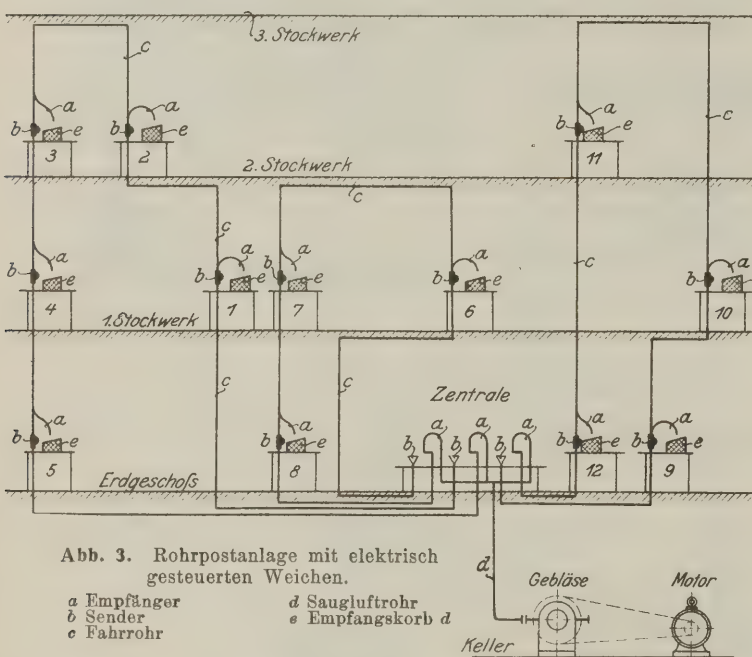 3. Stockwerk
c
c
a a a
b e b e b e
3 2 11
2. Stockwerk
c
c c
a a a a a
b e b e b e b e b e
4 1 7 6 10
1. Stockwerk
c c
Zentrale
a a a a a a a
b e b e b b b b e b e
5 8 12 9
Erdgeschoſs
d
Gebläse Motor
Keller
Abb. 3. Rohrpostanlage mit elektrisch
gesteuerten Weichen.
a Empfänger d Saugluftrohr
b Sender e Empfangskorb d
c Fahrrohr